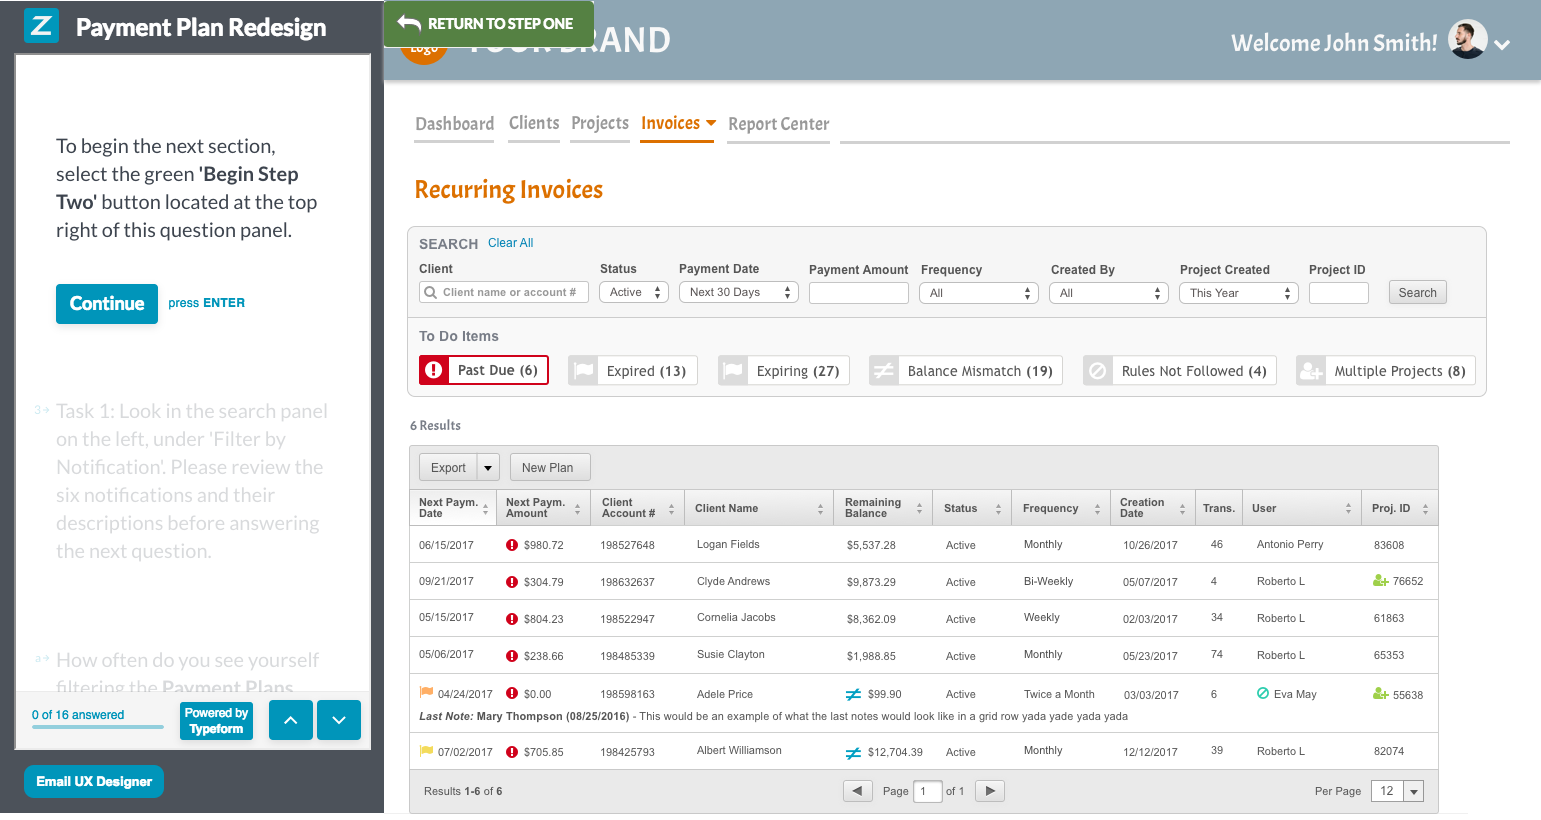 Z Payment Plan Redesign
RETURN TO STEP ONE
Logo
YOUR BRAND
Welcome John Smith!
To begin the next section,
select the green 'Begin Step
Two' button located at the top
right of this question panel.
Continue press ENTER
3→ Task 1: Look in the search panel
on the left, under 'Filter by
Notification'. Please review the
six notifications and their
descriptions before answering
the next question.
a→ How often do you see yourself
filtering the Payment Plans
0 of 16 answered
Powered by
Typeform
Email UX Designer
Dashboard Clients Projects Invoices Report Center
Recurring Invoices
SEARCH Clear All
Client Status Payment Date Payment Amount Frequency Created By Project Created Project ID
Client name or account # Active Next 30 Days All All This Year Search
To Do Items
Past Due (6) Expired (13) Expiring (27) Balance Mismatch (19) Rules Not Followed (4) Multiple Projects (8)
6 Results
Export New Plan
Next Paym. Date Next Paym. Amount Client Account # Client Name Remaining Balance Status Frequency Creation Date Trans. User Proj. ID
06/15/2017 $980.72 198527648 Logan Fields $5,537.28 Active Monthly 10/26/2017 46 Antonio Perry 83608
09/21/2017 $304.79 198632637 Clyde Andrews $9,873.29 Active Bi-Weekly 05/07/2017 4 Roberto L 76652
05/15/2017 $804.23 198522947 Cornelia Jacobs $8,362.09 Active Weekly 02/03/2017 34 Roberto L 61863
05/06/2017 $238.66 198485339 Susie Clayton $1,988.85 Active Monthly 05/23/2017 74 Roberto L 65353
04/24/2017 $0.00 198598163 Adele Price $99.90 Active Twice a Month 03/03/2017 6 Eva May 55638
Last Note: Mary Thompson (08/25/2016) - This would be an example of what the last notes would look like in a grid row yada yade yada yada
07/02/2017 $705.85 198425793 Albert Williamson $12,704.39 Active Monthly 12/12/2017 39 Roberto L 82074
Results 1-6 of 6 Page 1 of 1 Per Page 12